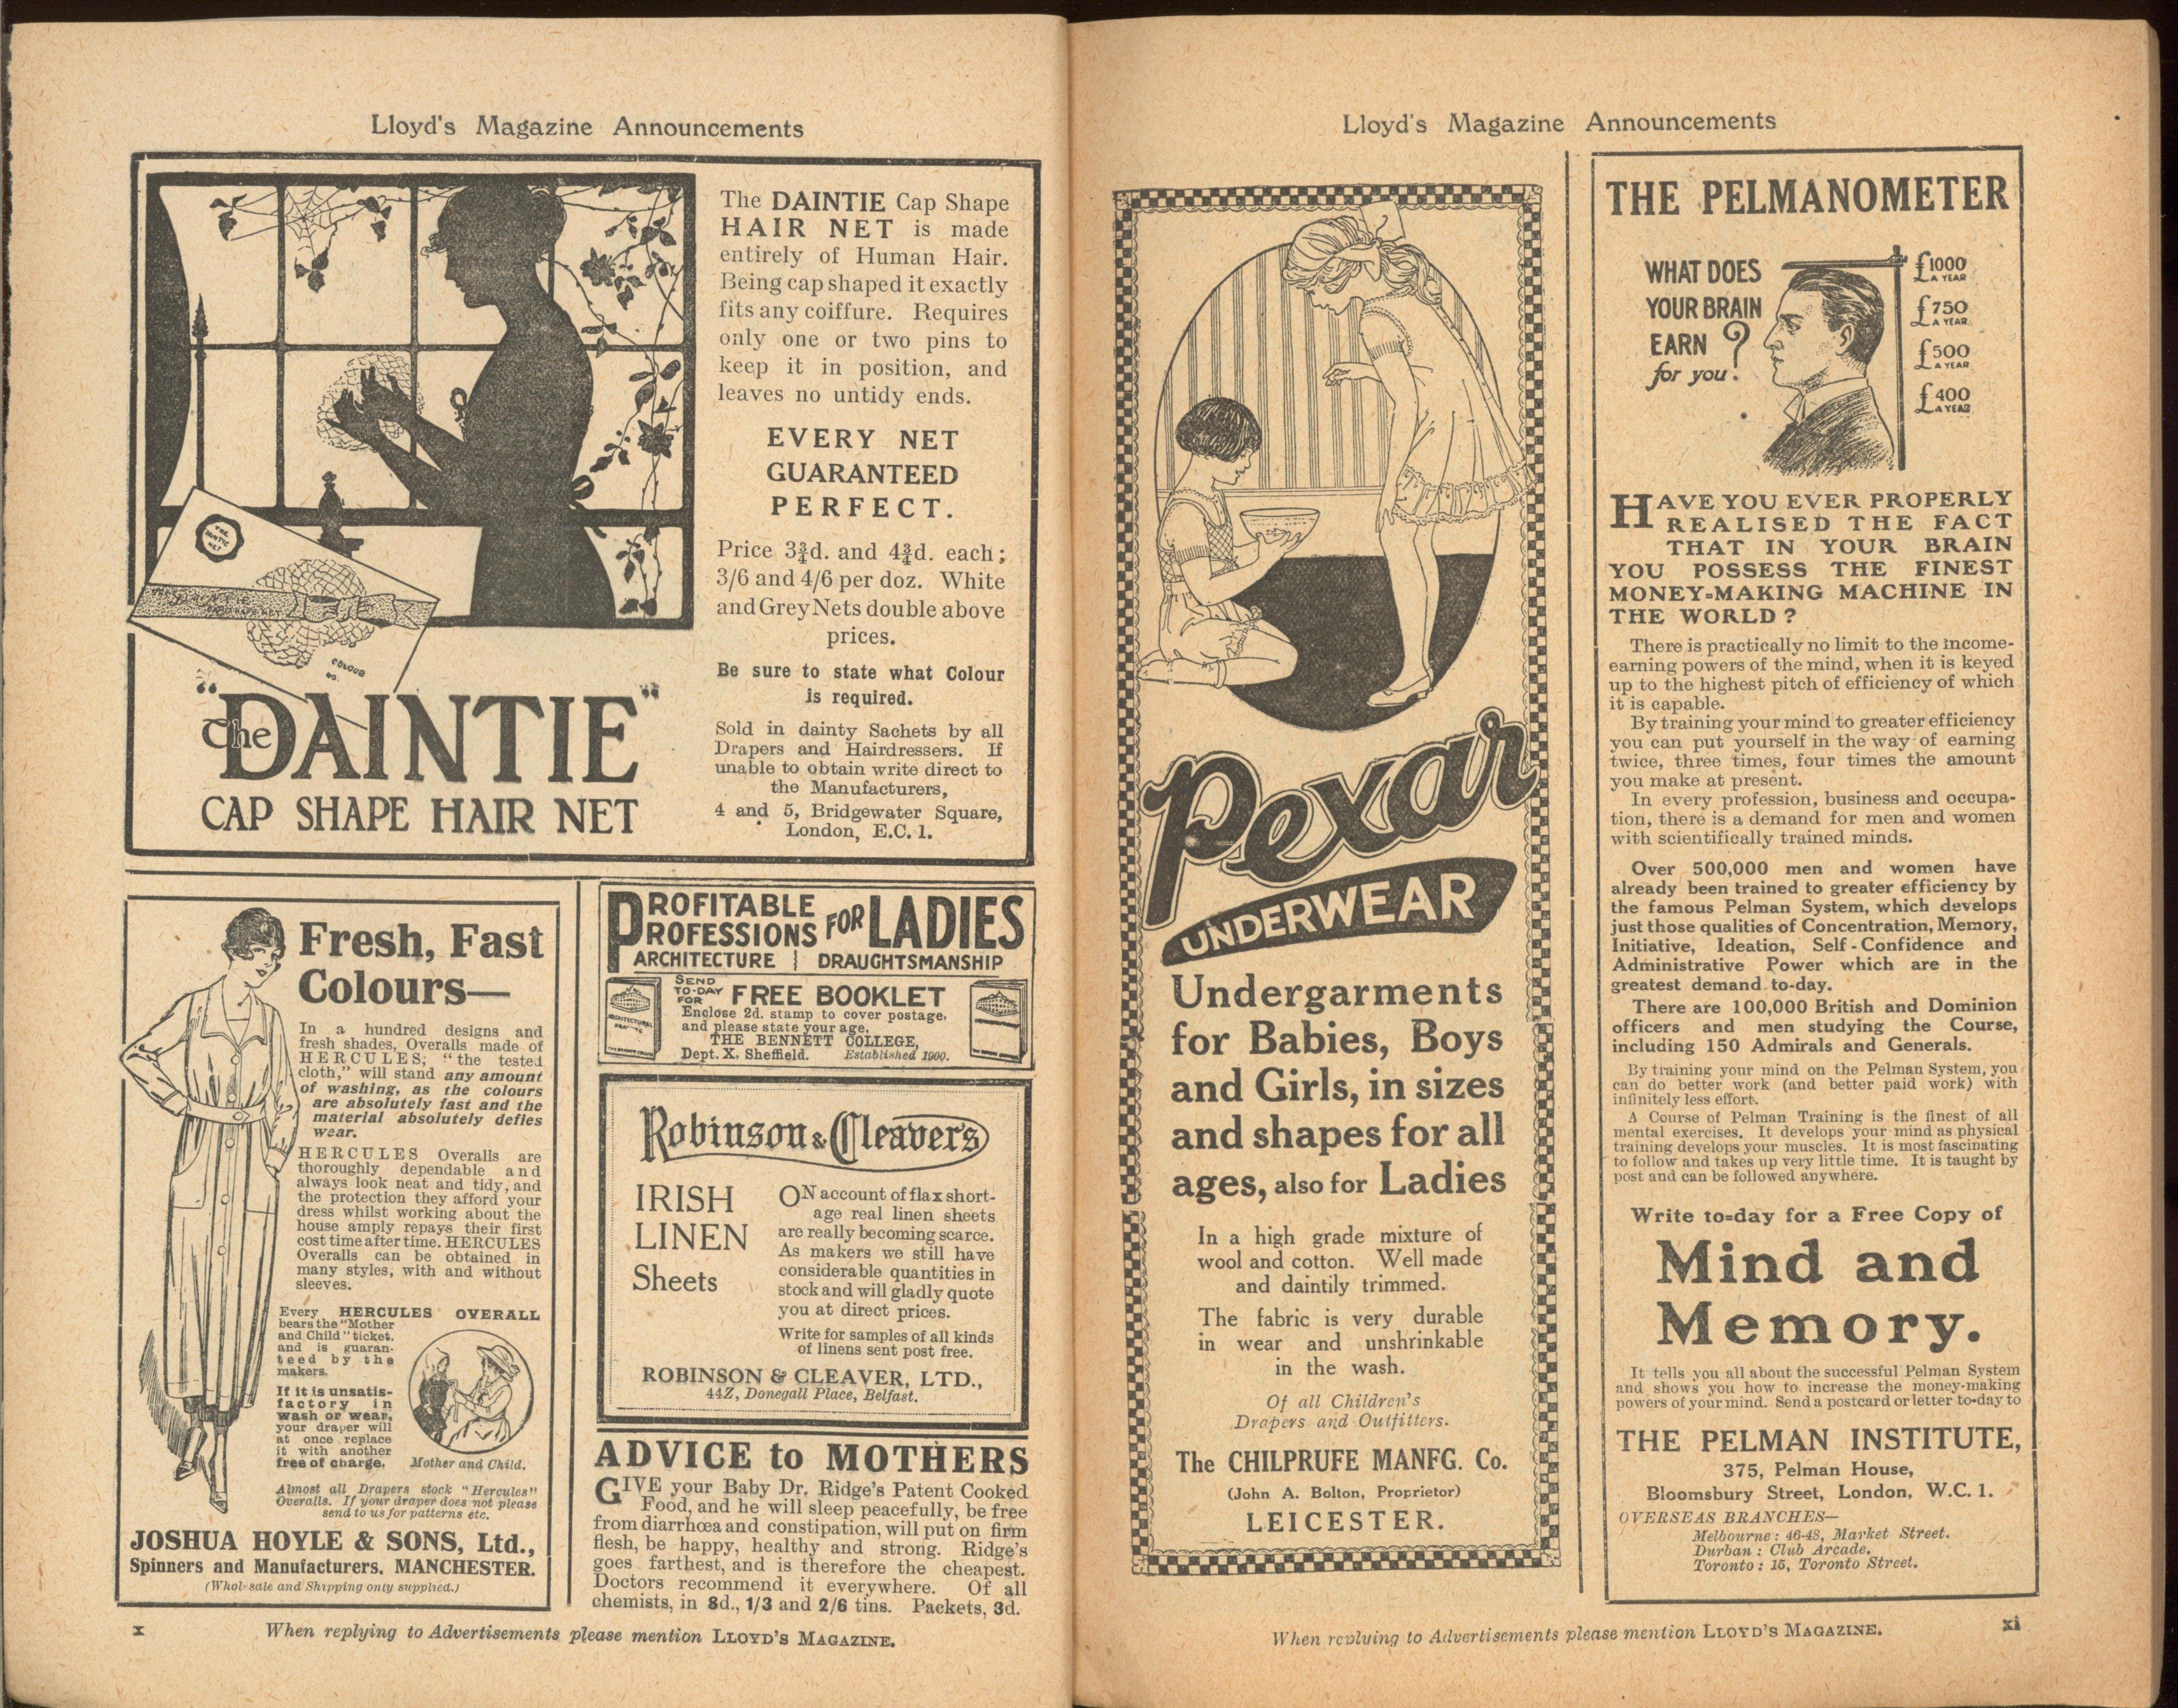 Lloyd's Magazine Announcements
The DAINTIE Cap Shape
HAIR NET is made
entirely of Human Hair.
Being cap shaped it exactly
fits any coiffure. Requires
only one or two pins to
keep it in position, and
leaves no untidy ends.
EVERY NET
GUARANTEED
PERFECT.
Price 3¾d. and 4¾d. each;
3/6 and 4/6 per doz. White
and Grey Nets double above
prices.
Be sure to state what Colour
is required.
Sold in dainty Sachets by all
Drapers and Hairdressers. If
unable to obtain write direct to
the Manufacturers,
4 and 5, Bridgewater Square,
London, E.C. 1.
THE
DAINTIE
NET
COLOUR
NO.
The "DAINTIE"
CAP SHAPE HAIR NET
Fresh, Fast
Colours—
In a hundred designs and
fresh shades, Overalls made of
HERCULES; "the tested
cloth," will stand any amount
of washing, as the colours
are absolutely fast and the
material absolutely defies
wear.
HERCULES Overalls are
thoroughly dependable and
always look neat and tidy, and
the protection they afford your
dress whilst working about the
house amply repays their first
cost time after time. HERCULES
Overalls can be obtained in
many styles, with and without
sleeves.
Every HERCULES OVERALL
bears the "Mother
and Child" ticket.
and is guaran-
teed by the
makers.
If it is unsatis-
factory in
wash or wear,
your draper will
at once replace
it with another
free of charge.
Mother and Child.
Almost all Drapers stock "Hercules"
Overalls. If your draper does not please
send to us for patterns etc.
JOSHUA HOYLE & SONS, Ltd.,
Spinners and Manufacturers, MANCHESTER.
(Wholesale and Shipping only supplied.)
PROFITABLE
PROFESSIONS FOR LADIES
ARCHITECTURE | DRAUGHTSMANSHIP
SEND
TO-DAY
FOR FREE BOOKLET
Enclose 2d. stamp to cover postage,
and please state your age.
THE BENNETT COLLEGE,
Dept. X, Sheffield. Established 1900.
Robinson & Cleaver's
IRISH
LINEN
Sheets
ON account of flax short-
age real linen sheets
are really becoming scarce.
As makers we still have
considerable quantities in
stock and will gladly quote
you at direct prices.
Write for samples of all kinds
of linens sent post free.
ROBINSON & CLEAVER, LTD.,
44Z, Donegall Place, Belfast.
ADVICE to MOTHERS
GIVE your Baby Dr. Ridge's Patent Cooked
Food, and he will sleep peacefully, be free
from diarrhœa and constipation, will put on firm
flesh, be happy, healthy and strong. Ridge's
goes farthest, and is therefore the cheapest.
Doctors recommend it everywhere. Of all
chemists, in 8d., 1/3 and 2/6 tins. Packets, 3d.
x
When replying to Advertisements please mention LLOYD'S MAGAZINE.
Lloyd's Magazine Announcements
Pexar
UNDERWEAR
Undergarments
for Babies, Boys
and Girls, in sizes
and shapes for all
ages, also for Ladies
In a high grade mixture of
wool and cotton. Well made
and daintily trimmed.
The fabric is very durable
in wear and unshrinkable
in the wash.
Of all Children's
Drapers and Outfitters.
The CHILPRUFE MANFG. Co.
(John A. Bolton, Proprietor)
LEICESTER.
THE PELMANOMETER
WHAT DOES
YOUR BRAIN
EARN ?
for you.
£1000
A YEAR
£750
A YEAR
£500
A YEAR
£400
A YEAR
HAVE YOU EVER PROPERLY
REALISED THE FACT
THAT IN YOUR BRAIN
YOU POSSESS THE FINEST
MONEY-MAKING MACHINE IN
THE WORLD?
There is practically no limit to the income-
earning powers of the mind, when it is keyed
up to the highest pitch of efficiency of which
it is capable.
By training your mind to greater efficiency
you can put yourself in the way of earning
twice, three times, four times the amount
you make at present.
In every profession, business and occupa-
tion, there is a demand for men and women
with scientifically trained minds.
Over 500,000 men and women have
already been trained to greater efficiency by
the famous Pelman System, which develops
just those qualities of Concentration, Memory,
Initiative, Ideation, Self-Confidence and
Administrative Power which are in the
greatest demand to-day.
There are 100,000 British and Dominion
officers and men studying the Course,
including 150 Admirals and Generals.
By training your mind on the Pelman System, you
can do better work (and better paid work) with
infinitely less effort.
A Course of Pelman Training is the finest of all
mental exercises. It develops your mind as physical
training develops your muscles. It is most fascinating
to follow and takes up very little time. It is taught by
post and can be followed anywhere.
Write to-day for a Free Copy of
Mind and
Memory.
It tells you all about the successful Pelman System
and shows you how to increase the money-making
powers of your mind. Send a postcard or letter to-day to
THE PELMAN INSTITUTE,
375, Pelman House,
Bloomsbury Street, London, W.C. 1.
OVERSEAS BRANCHES—
Melbourne: 46-48, Market Street.
Durban: Club Arcade.
Toronto: 15, Toronto Street.
When replying to Advertisements please mention LLOYD'S MAGAZINE.
xi